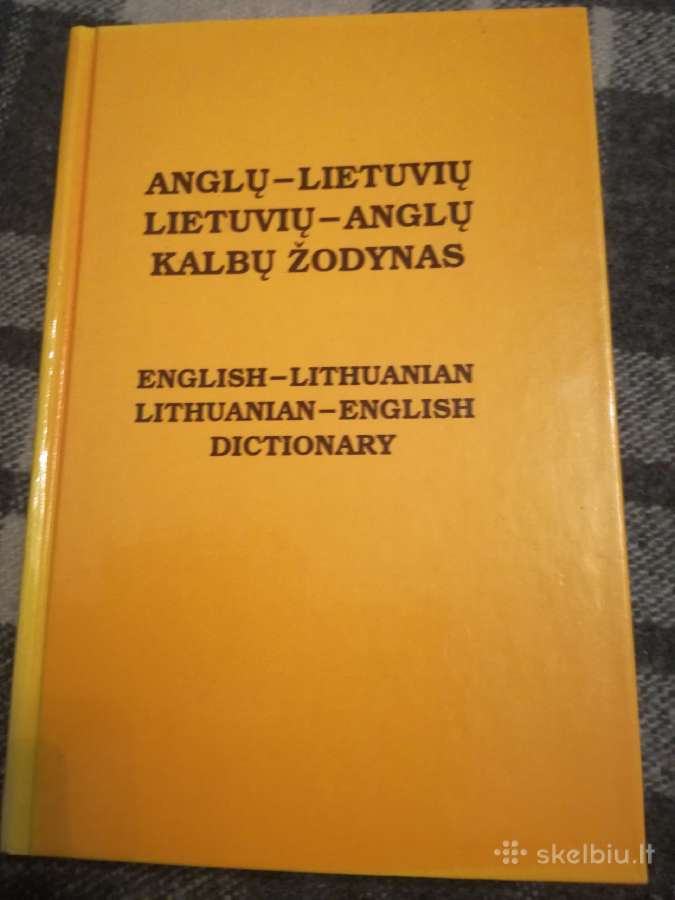 ANGLŲ–LIETUVIŲ
LIETUVIŲ–ANGLŲ
KALBŲ ŽODYNAS
ENGLISH–LITHUANIAN
LITHUANIAN–ENGLISH
DICTIONARY
skelbiu.lt